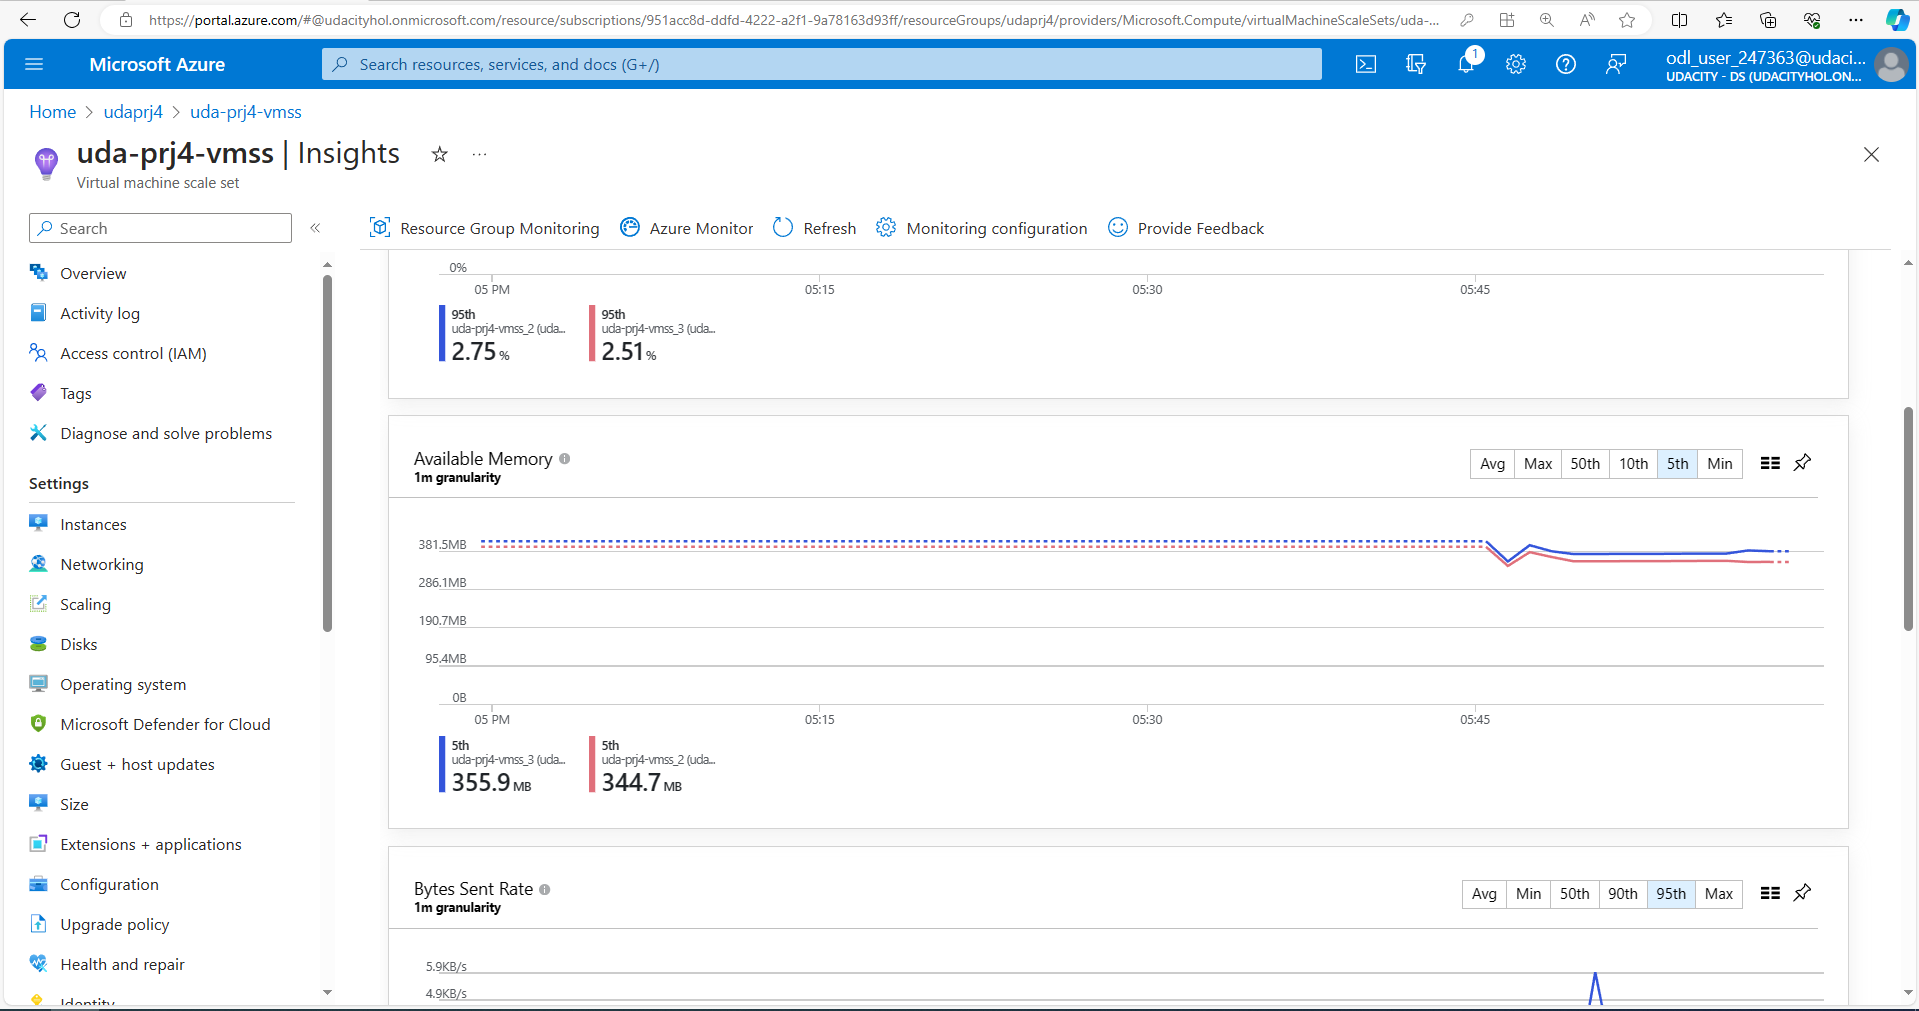 https://portal.azure.com/#@udacityhol.onmicrosoft.com/resource/subscriptions/951acc8d-ddfd-4222-a2f1-9a78163d93ff/resourceGroups/udaprj4/providers/Microsoft.Compute/virtualMachineScaleSets/uda-...
Microsoft Azure
Search resources, services, and docs (G+/)
1
odl_user_247363@udaci...
UDACITY - DS (UDACITYHOL.ON...
Home > udaprj4 > uda-prj4-vmss
uda-prj4-vmss | Insights
Virtual machine scale set
Search
Resource Group Monitoring
Azure Monitor
Refresh
Monitoring configuration
Provide Feedback
Overview
Activity log
Access control (IAM)
Tags
Diagnose and solve problems
Settings
Instances
Networking
Scaling
Disks
Operating system
Microsoft Defender for Cloud
Guest + host updates
Size
Extensions + applications
Configuration
Upgrade policy
Health and repair
Identity
0%
05 PM 05:15 05:30 05:45
95th
uda-prj4-vmss_2 (uda...
2.75 %
95th
uda-prj4-vmss_3 (uda...
2.51 %
Available Memory
1m granularity
Avg Max 50th 10th 5th Min
381.5MB
286.1MB
190.7MB
95.4MB
0B
05 PM 05:15 05:30 05:45
5th
uda-prj4-vmss_3 (uda...
355.9 MB
5th
uda-prj4-vmss_2 (uda...
344.7 MB
Bytes Sent Rate
1m granularity
Avg Min 50th 90th 95th Max
5.9KB/s
4.9KB/s